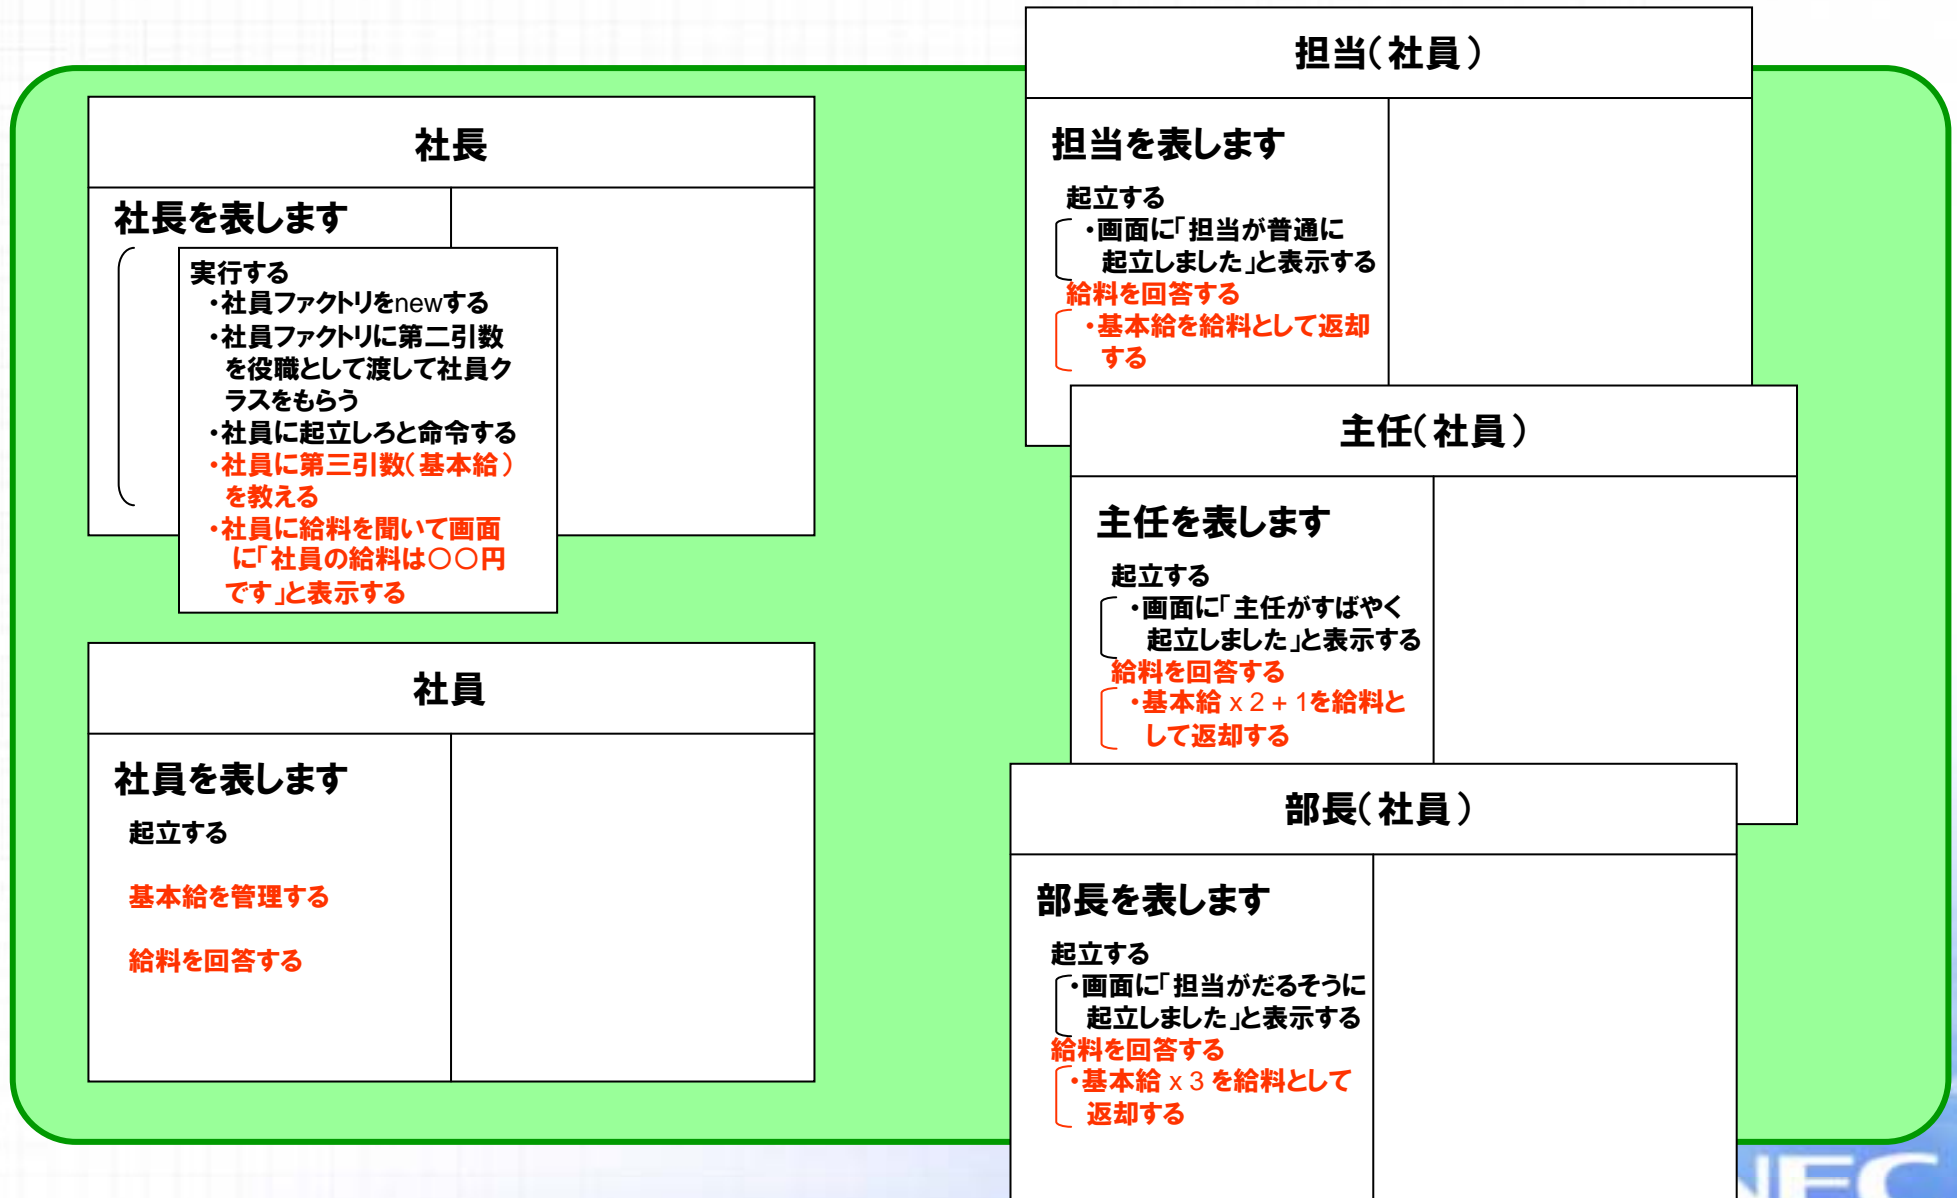 社長
社長を表します
実行する
・社員ファクトリをnewする
・社員ファクトリに第二引数
を役職として渡して社員ク
ラスをもらう
・社員に起立しろと命令する
・社員に第三引数(基本給)
を教える
・社員に給料を聞いて画面
に「社員の給料は〇〇円
です」と表示する
社員
社員を表します
起立する
基本給を管理する
給料を回答する
担当(社員)
担当を表します
起立する
・画面に「担当が普通に
起立しました」と表示する
給料を回答する
・基本給を給料として返却
する
主任(社員)
主任を表します
起立する
・画面に「主任がすばやく
起立しました」と表示する
給料を回答する
・基本給 x 2 + 1を給料と
して返却する
部長(社員)
部長を表します
起立する
・画面に「担当がだるそうに
起立しました」と表示する
給料を回答する
・基本給 x 3 を給料として
返却する
NEC